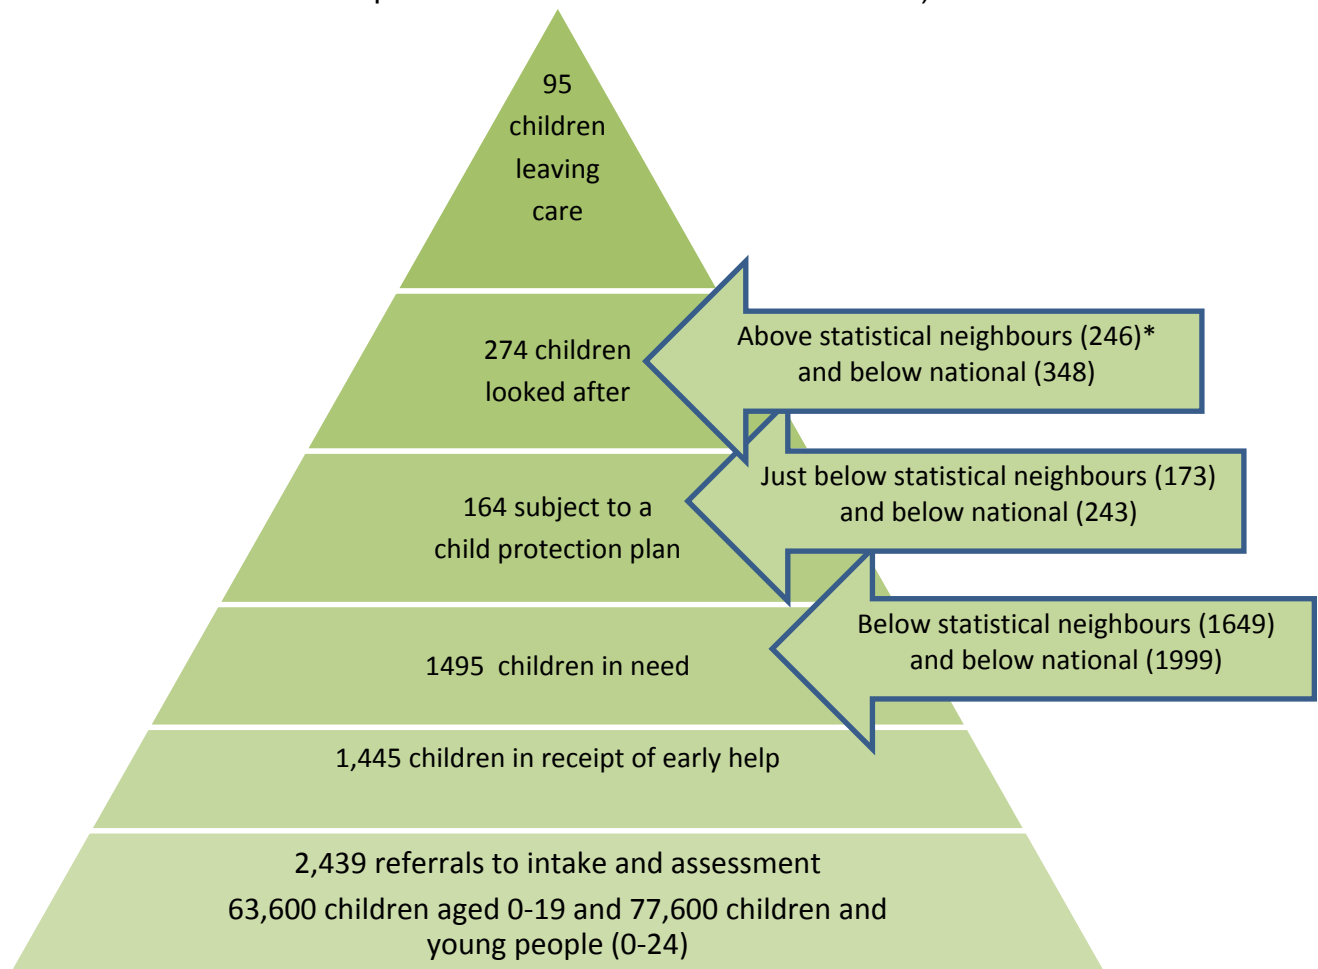 95
children
leaving
care
274 children
looked after
Above statistical neighbours (246)*
and below national (348)
164 subject to a
child protection plan
Just below statistical neighbours (173)
and below national (243)
1495 children in need
Below statistical neighbours (1649)
and below national (1999)
1,445 children in receipt of early help
2,439 referrals to intake and assessment
63,600 children aged 0-19 and 77,600 children and
young people (0-24)